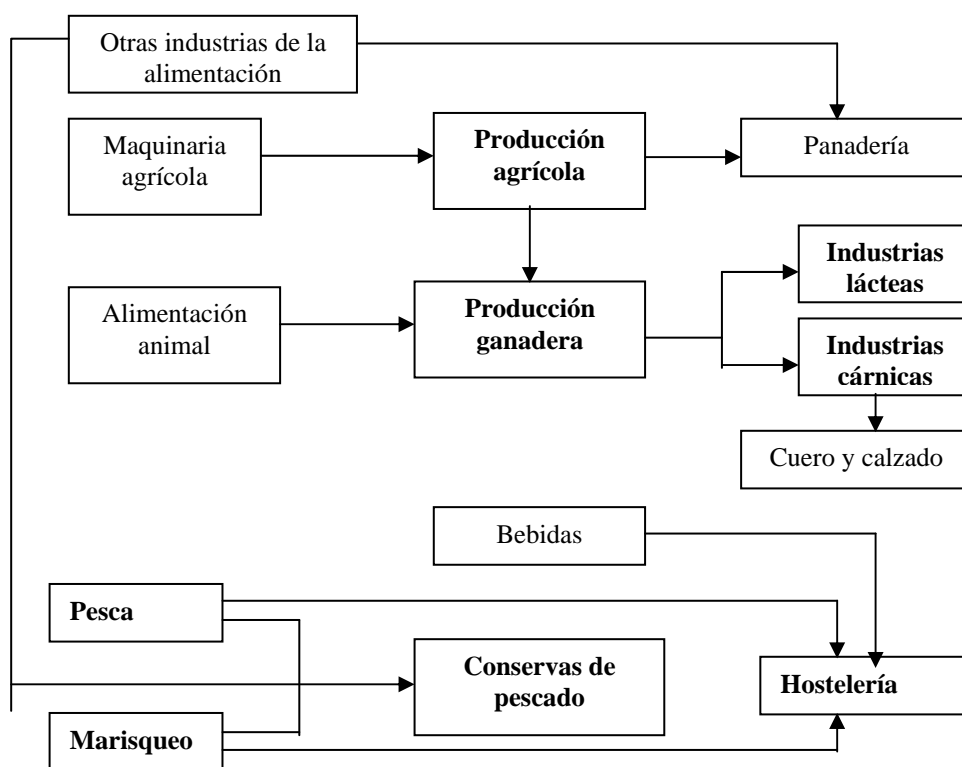 Otras industrias de la
alimentación
Maquinaria
agrícola
Producción
agrícola
Panadería
Industrias
lácteas
Alimentación
animal
Producción
ganadera
Industrias
cárnicas
Cuero y calzado
Bebidas
Pesca
Conservas de
pescado
Hostelería
Marisqueo